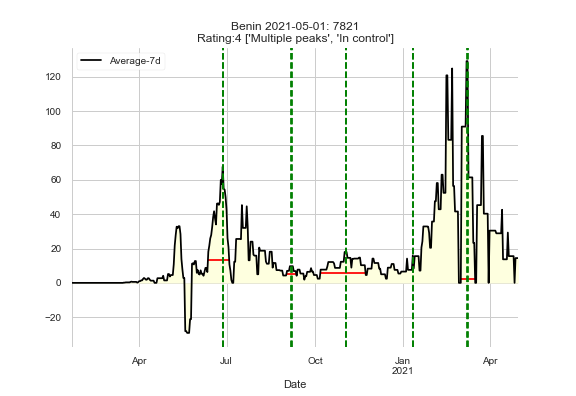 Benin 2021-05-01: 7821
Rating:4 ['Multiple peaks', 'In control']
Average-7d
120
100
80
60
40
20
0
−20
Apr
Jul
Oct
Jan
2021
Apr
Date